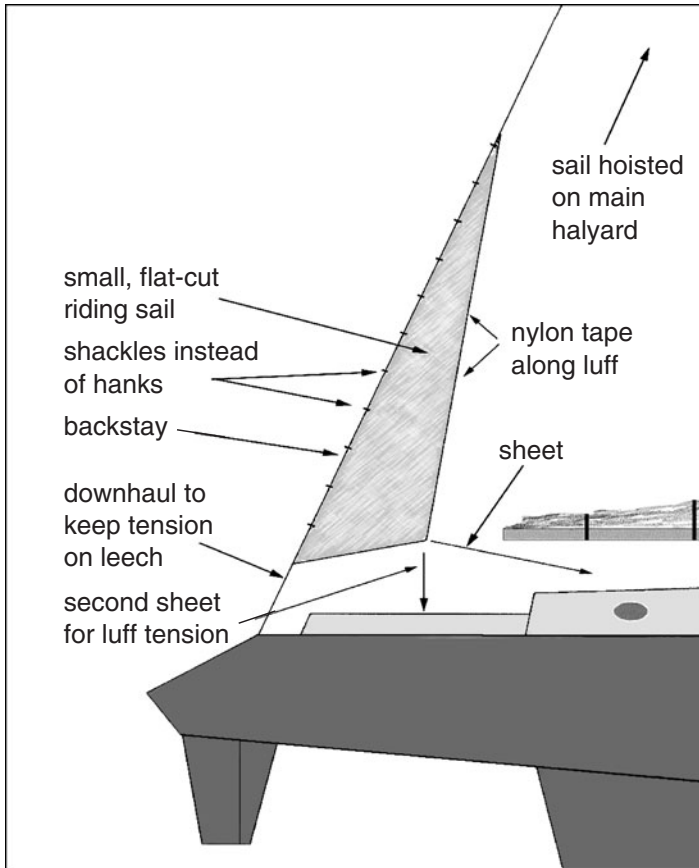 sail hoisted
on main
halyard
small, flat-cut
riding sail
shackles instead
of hanks
nylon tape
along luff
backstay
sheet
downhaul to
keep tension
on leech
second sheet
for luff tension